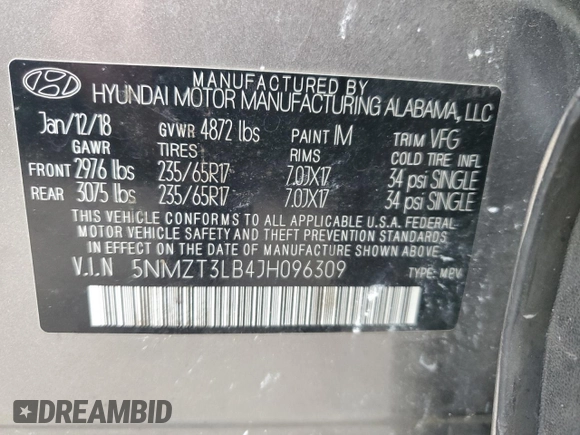 MANUFACTURED BY
HYUNDAI MOTOR MANUFACTURING ALABAMA, LLC
Jan/12/18 GVWR 4872 lbs PAINT IM TRIM VFG
GAWR TIRES RIMS COLD TIRE INFL
FRONT 2976 lbs 235/65R17 7.0JX17 34 psi SINGLE
REAR 3075 lbs 235/65R17 7.0JX17 34 psi SINGLE
THIS VEHICLE CONFORMS TO ALL APPLICABLE U.S.A. FEDERAL
MOTOR VEHICLE SAFETY AND THEFT PREVENTION STANDARDS
IN EFFECT ON THE DATE OF MANUFACTURE SHOWN ABOVE.
V.I.N 5NMZT3LB4JH096309 TYPE: MPV
DREAMBID